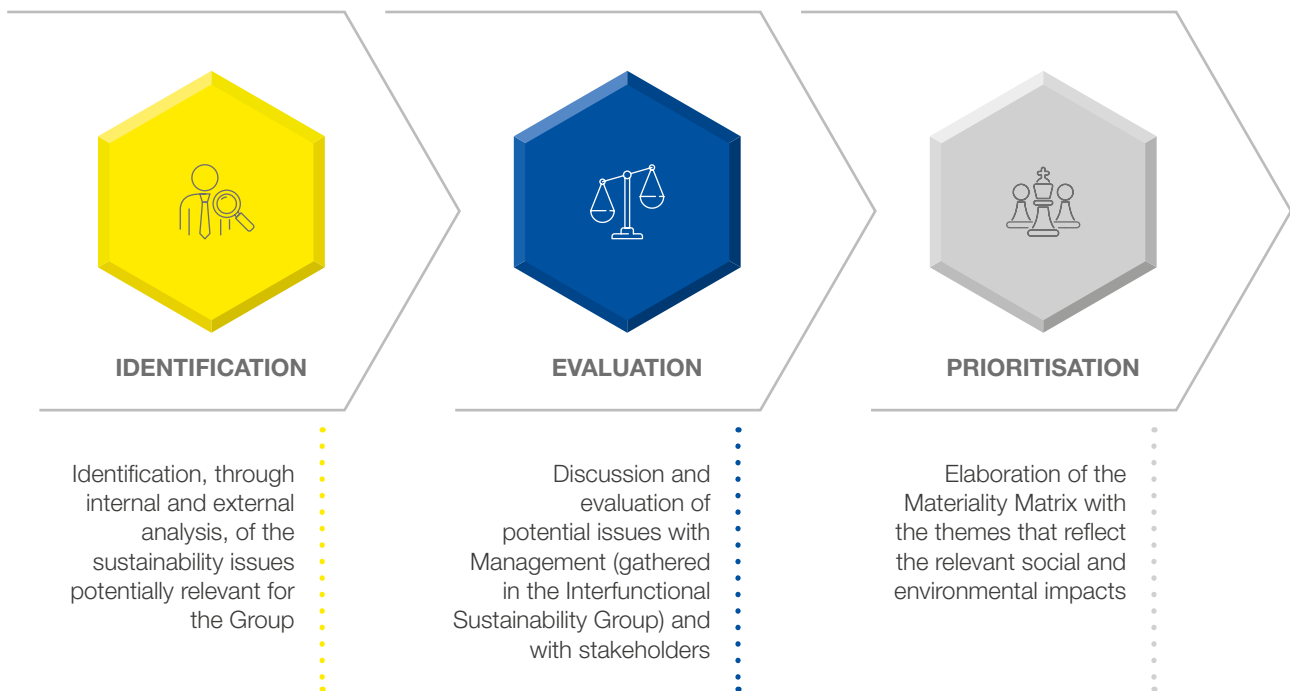 IDENTIFICATION
Identification, through
internal and external
analysis, of the
sustainability issues
potentially relevant for
the Group
EVALUATION
Discussion and
evaluation of
potential issues with
Management (gathered
in the Interfunctional
Sustainability Group) and
with stakeholders
PRIORITISATION
Elaboration of the
Materiality Matrix with
the themes that reflect
the relevant social and
environmental impacts